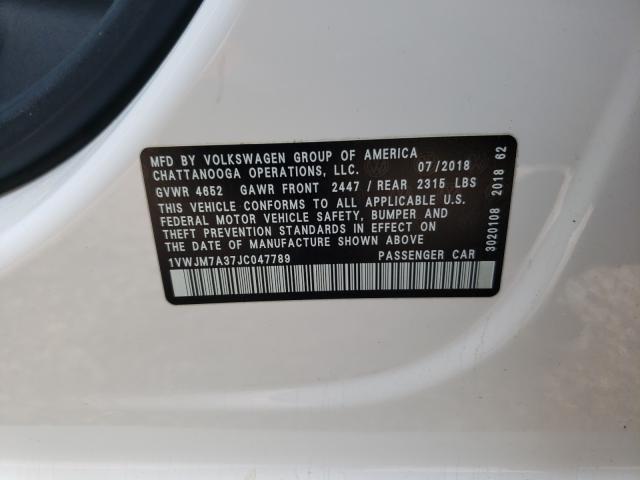 MFD BY VOLKSWAGEN GROUP OF AMERICA
CHATTANOOGA OPERATIONS, LLC. 07/2018
GVWR 4652 GAWR FRONT 2447 / REAR 2315 LBS
THIS VEHICLE CONFORMS TO ALL APPLICABLE U.S.
FEDERAL MOTOR VEHICLE SAFETY, BUMPER AND
THEFT PREVENTION STANDARDS IN EFFECT ON
THE DATE OF MANUFACTURE SHOWN ABOVE
1VWJM7A37JC047789 PASSENGER CAR
3020108 2018 62